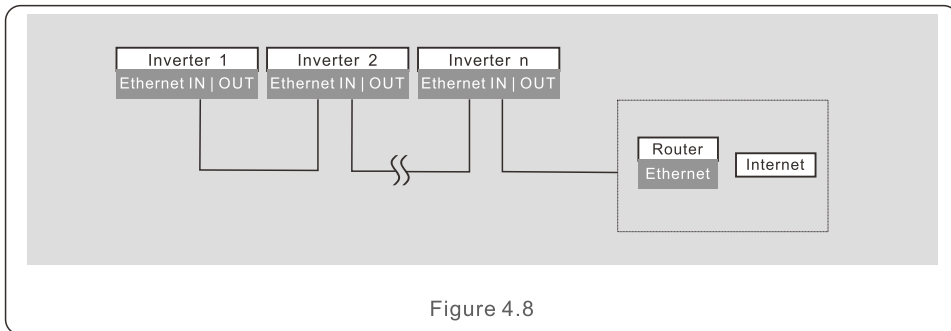 Inverter 1
Ethernet IN | OUT
Inverter 2
Ethernet IN | OUT
Inverter n
Ethernet IN | OUT
Router
Ethernet
Internet
Figure 4.8